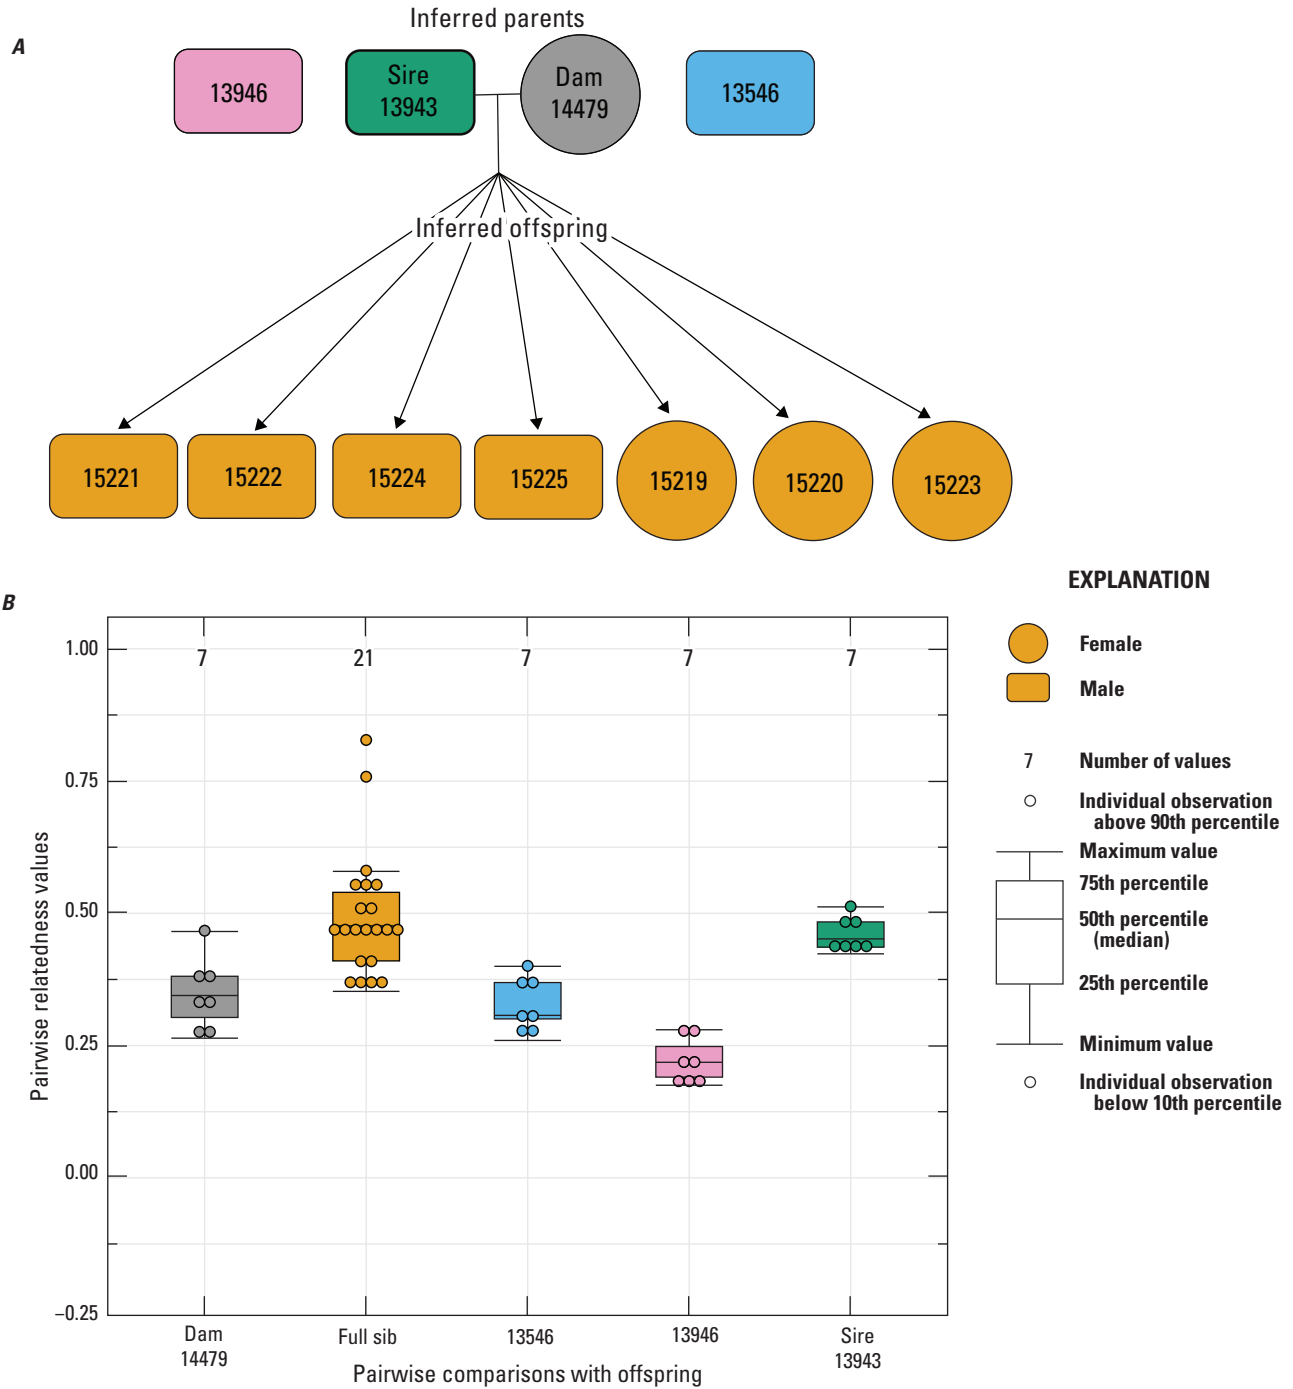 A
Inferred parents
13946
Sire
13943
Dam
14479
13546
Inferred offspring
15221
15222
15224
15225
15219
15220
15223
B
EXPLANATION
Female
Male
7 Number of values
Individual observation
above 90th percentile
Maximum value
75th percentile
50th percentile
(median)
25th percentile
Minimum value
Individual observation
below 10th percentile
Pairwise relatedness values
1.00
0.75
0.50
0.25
0.00
−0.25
7 21 7 7 7
Dam
14479
Full sib
13546
13946
Sire
13943
Pairwise comparisons with offspring